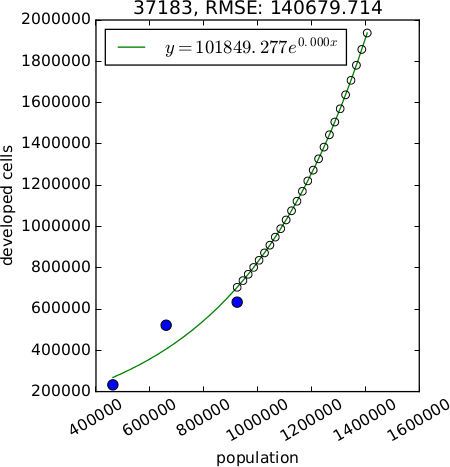 37183, RMSE: 140679.714
y = 101849.277e^{0.000x}
2000000
1800000
1600000
1400000
1200000
1000000
800000
600000
400000
200000
developed cells
400000 600000 800000 1000000 1200000 1400000 1600000
population